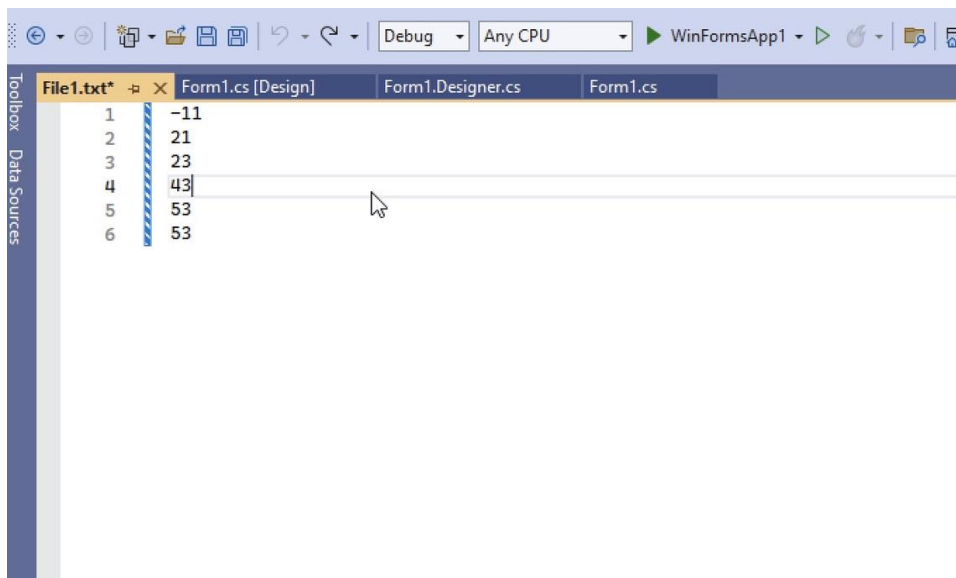 Debug Any CPU WinFormsApp1
File1.txt* Form1.cs [Design] Form1.Designer.cs Form1.cs
Toolbox
Data Sources
1 -11
2 21
3 23
4 43
5 53
6 53